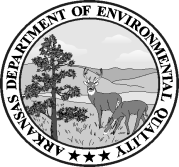 ARKANSAS DEPARTMENT OF ENVIRONMENTAL QUALITY